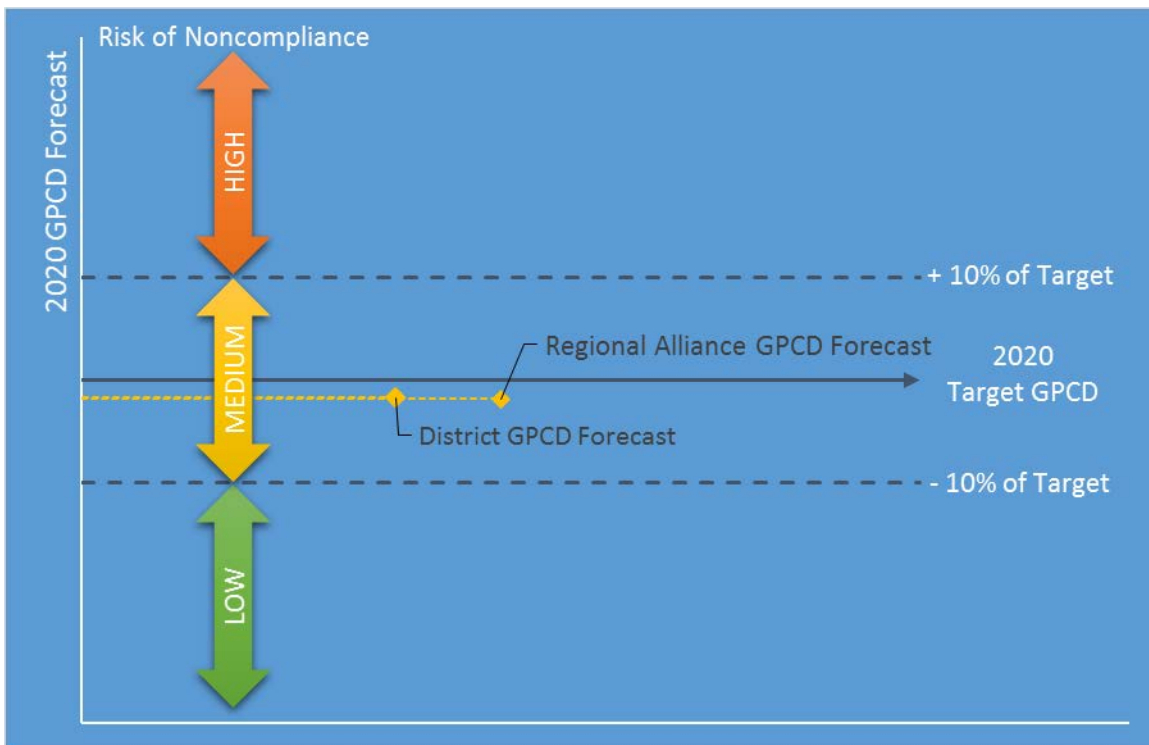 Risk of Noncompliance
2020 GPCD Forecast
HIGH
+ 10% of Target
MEDIUM
Regional Alliance GPCD Forecast
2020
Target GPCD
District GPCD Forecast
- 10% of Target
LOW